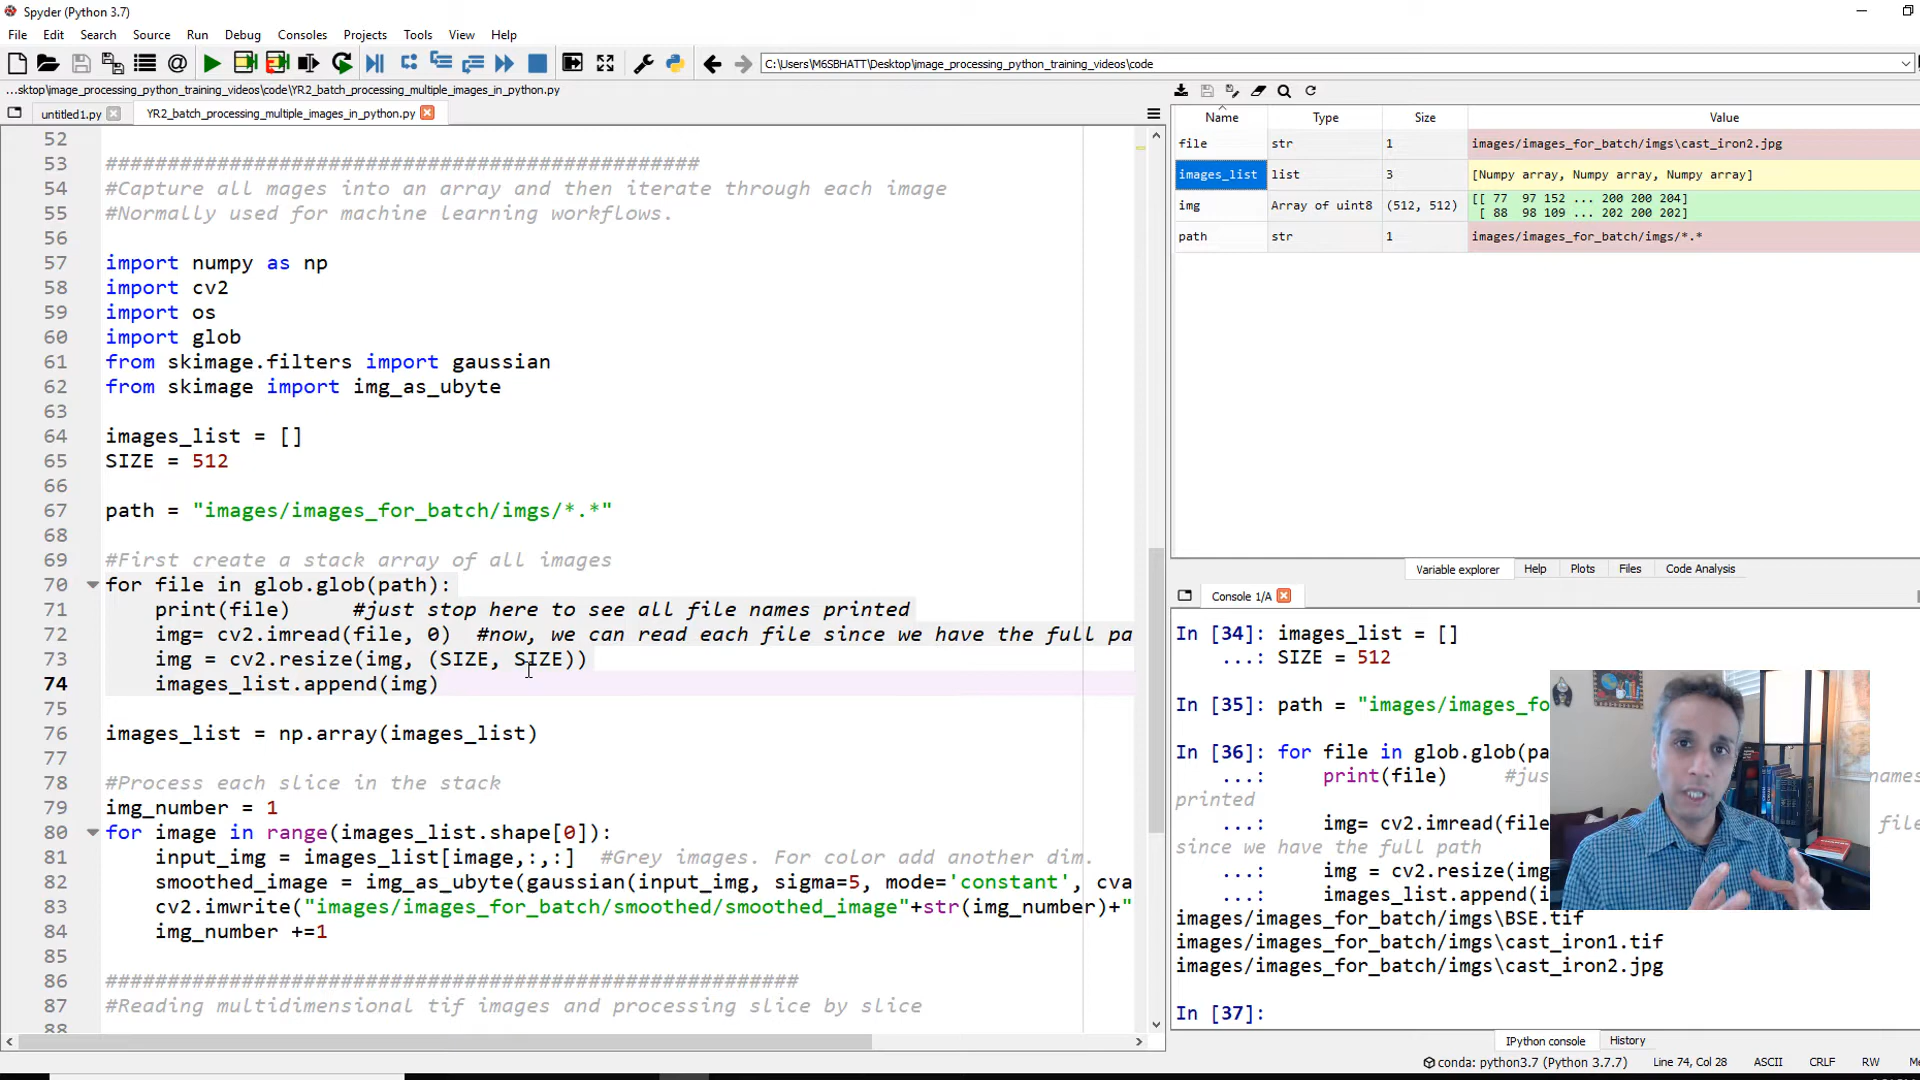 Spyder (Python 3.7)
File Edit Search Source Run Debug Consoles Projects Tools View Help
C:\Users\M6SBHATT\Desktop\image_processing_python_training_videos\code
...sktop\image_processing_python_training_videos\code\YR2_batch_processing_multiple_images_in_python.py
untitled1.py YR2_batch_processing_multiple_images_in_python.py
52
53 ################################################
54 #Capture all mages into an array and then iterate through each image
55 #Normally used for machine learning workflows.
56
57 import numpy as np
58 import cv2
59 import os
60 import glob
61 from skimage.filters import gaussian
62 from skimage import img_as_ubyte
63
64 images_list = []
65 SIZE = 512
66
67 path = "images/images_for_batch/imgs/*.*"
68
69 #First create a stack array of all images
70 for file in glob.glob(path):
71 print(file) #just stop here to see all file names printed
72 img= cv2.imread(file, 0) #now, we can read each file since we have the full pa
73 img = cv2.resize(img, (SIZE, SIZE))
74 images_list.append(img)
75
76 images_list = np.array(images_list)
77
78 #Process each slice in the stack
79 img_number = 1
80 for image in range(images_list.shape[0]):
81 input_img = images_list[image,:,:] #Grey images. For color add another dim.
82 smoothed_image = img_as_ubyte(gaussian(input_img, sigma=5, mode='constant', cva
83 cv2.imwrite("images/images_for_batch/smoothed/smoothed_image"+str(img_number)+"
84 img_number +=1
85
86 ########################################################
87 #Reading multidimensional tif images and processing slice by slice
88
Name Type Size Value
file str 1 images/images_for_batch/imgs\cast_iron2.jpg
images_list list 3 [Numpy array, Numpy array, Numpy array]
img Array of uint8 (512, 512) [[ 77 97 152 ... 200 200 204]
[ 88 98 109 ... 202 200 202]
path str 1 images/images_for_batch/imgs/*.*
Variable explorer Help Plots Files Code Analysis
Console 1/A
In [34]: images_list = []
...: SIZE = 512
In [35]: path = "images/images_fo
In [36]: for file in glob.glob(pa
...: print(file) #jus names
printed
...: img= cv2.imread(file file
since we have the full path
...: img = cv2.resize(img
...: images_list.append(i
images/images_for_batch/imgs\BSE.tif
images/images_for_batch/imgs\cast_iron1.tif
images/images_for_batch/imgs\cast_iron2.jpg
In [37]:
IPython console History
conda: python3.7 (Python 3.7.7) Line 74, Col 28 ASCII CRLF RW